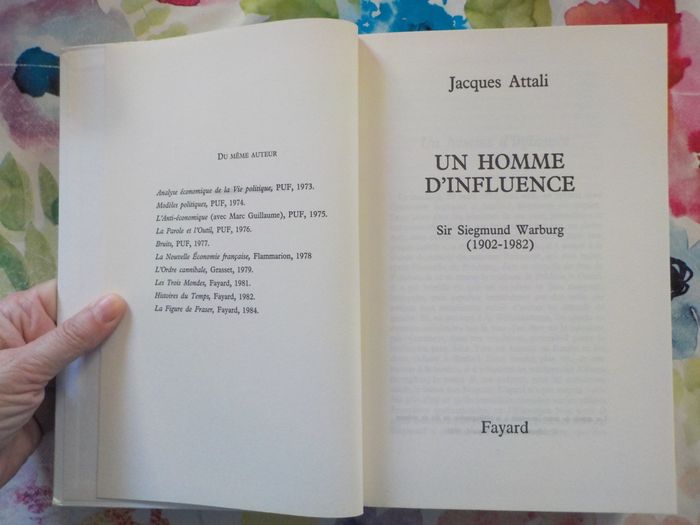 DU MÊME AUTEUR
Analyse économique de la Vie politique, PUF, 1973.
Modèles politiques, PUF, 1974.
L'Anti-économique (avec Marc Guillaume), PUF, 1975.
La Parole et l'Outil, PUF, 1976.
Bruits, PUF, 1977.
La Nouvelle Économie française, Flammarion, 1978
L'Ordre cannibale, Grasset, 1979.
Les Trois Mondes, Fayard, 1981.
Histoires du Temps, Fayard, 1982.
La Figure de Fraser, Fayard, 1984.
Jacques Attali
UN HOMME
D'INFLUENCE
Sir Siegmund Warburg
(1902-1982)
Fayard